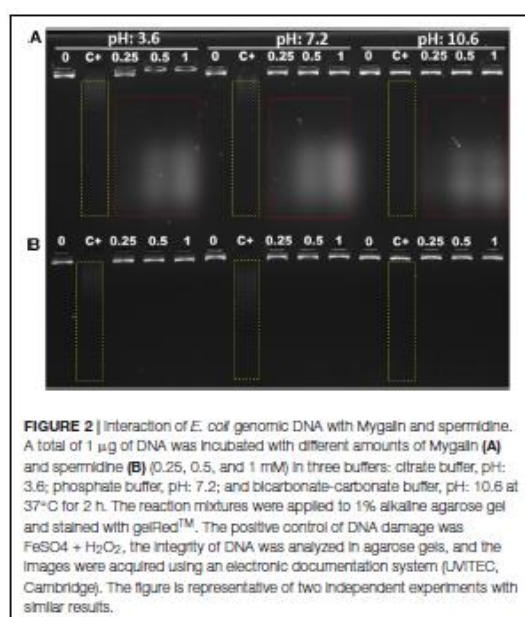 A
pH: 3.6 pH: 7.2 pH: 10.6
0 C+ 0.25 0.5 1 0 C+ 0.25 0.5 1 0 C+ 0.25 0.5 1
B
0 C+ 0.25 0.5 1 0 C+ 0.25 0.5 1 0 C+ 0.25 0.5 1
FIGURE 2 | Interaction of E. coli genomic DNA with Mygalin and spermidine.
A total of 1 μg of DNA was incubated with different amounts of Mygalin (A)
and spermidine (B) (0.25, 0.5, and 1 mM) in three buffers: citrate buffer, pH:
3.6; phosphate buffer, pH: 7.2; and bicarbonate-carbonate buffer, pH: 10.6 at
37°C for 2 h. The reaction mixtures were applied to 1% alkaline agarose gel
and stained with gelRed™. The positive control of DNA damage was
FeSO4 + H₂O₂, the integrity of DNA was analyzed in agarose gels, and the
images were acquired using an electronic documentation system (UVITEC,
Cambridge). The figure is representative of two independent experiments with
similar results.